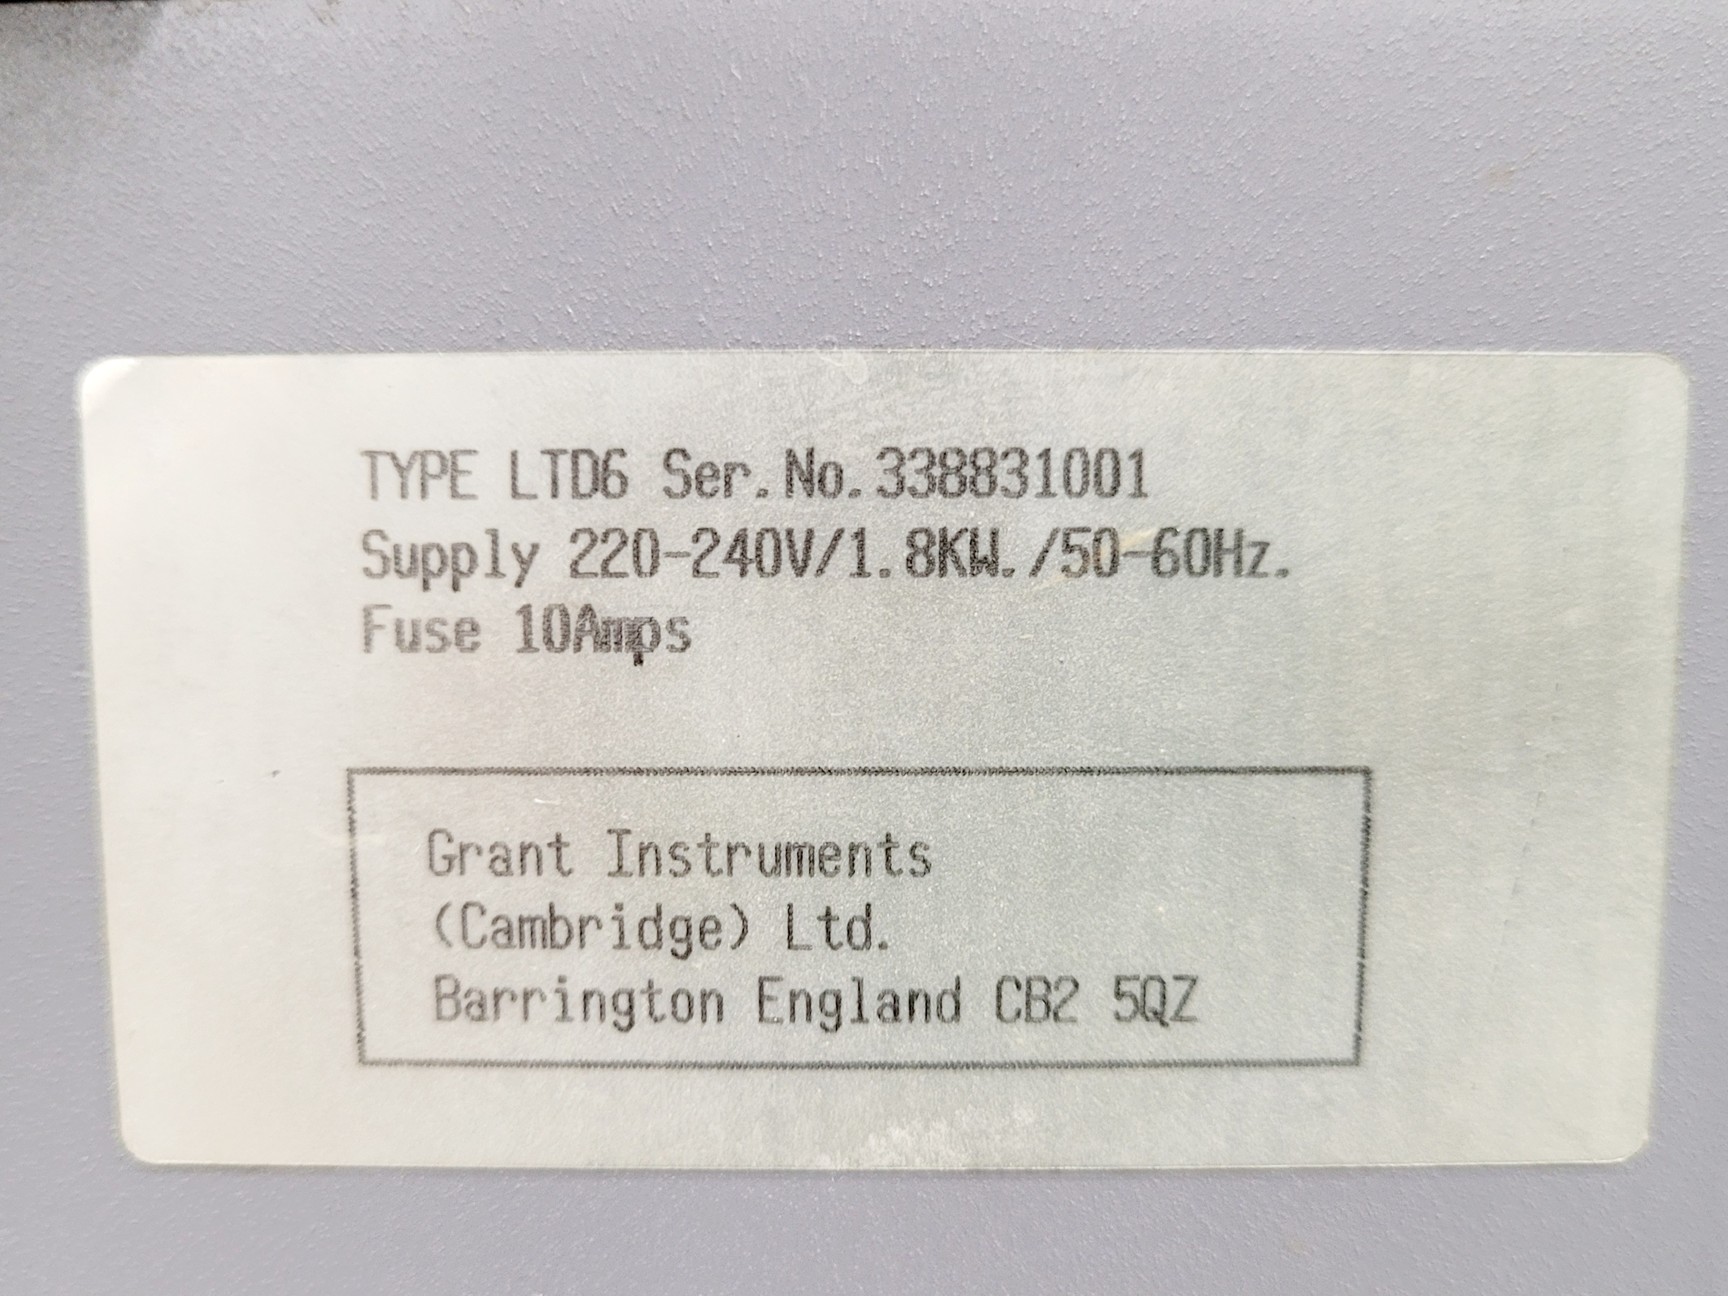 TYPE LTD6 Ser.No.338831001
Supply 220-240V/1.8KW./50-60Hz.
Fuse 10Amps
Grant Instruments
(Cambridge) Ltd.
Barrington England CB2 5QZ